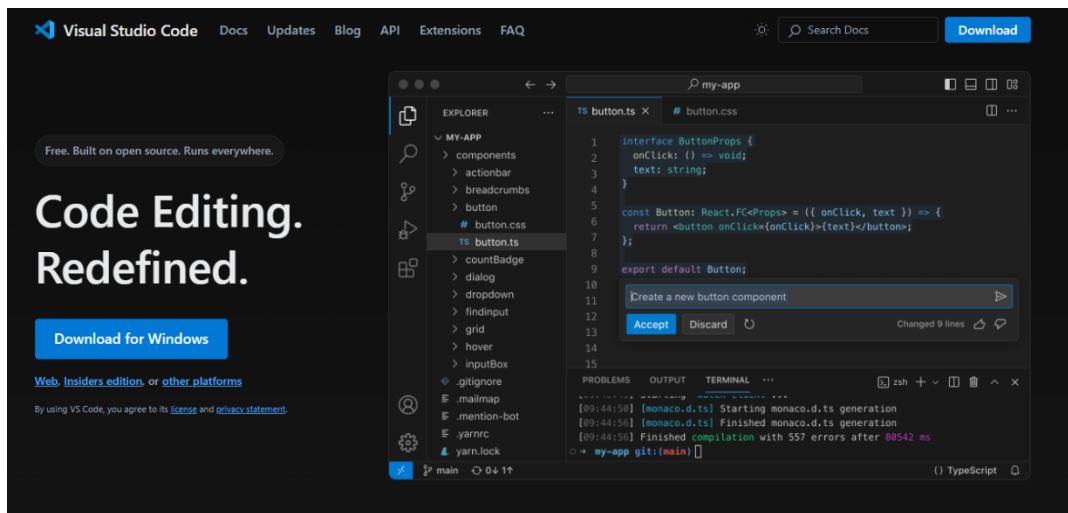 Visual Studio Code Docs Updates Blog API Extensions FAQ Search Docs Download
Free. Built on open source. Runs everywhere.
Code Editing.
Redefined.
Download for Windows
Web, Insiders edition, or other platforms
By using VS Code, you agree to its license and privacy statement.
my-app
EXPLORER ···
MY-APP
components
actionbar
breadcrumbs
button
# button.css
TS button.ts
countBadge
dialog
dropdown
findinput
grid
hover
inputBox
.gitignore
.mailmap
.mention-bot
.yarnrc
yarn.lock
TS button.ts # button.css
1 interface ButtonProps {
2 onClick: () => void;
3 text: string;
4 }
5
6 const Button: React.FC<Props> = ({ onClick, text }) => {
7 return <button onClick={onClick}>{text}</button>;
8 };
9 export default Button;
10
11
12
13
14
15
Create a new button component
Accept Discard Changed 9 lines
PROBLEMS OUTPUT TERMINAL ··· zsh
[09:44:50] [monaco.d.ts] Starting monaco.d.ts generation
[09:44:56] [monaco.d.ts] Finished monaco.d.ts generation
[09:44:56] Finished compilation with 557 errors after 80542 ms
my-app git:(main)
main 0↓ 1↑ () TypeScript